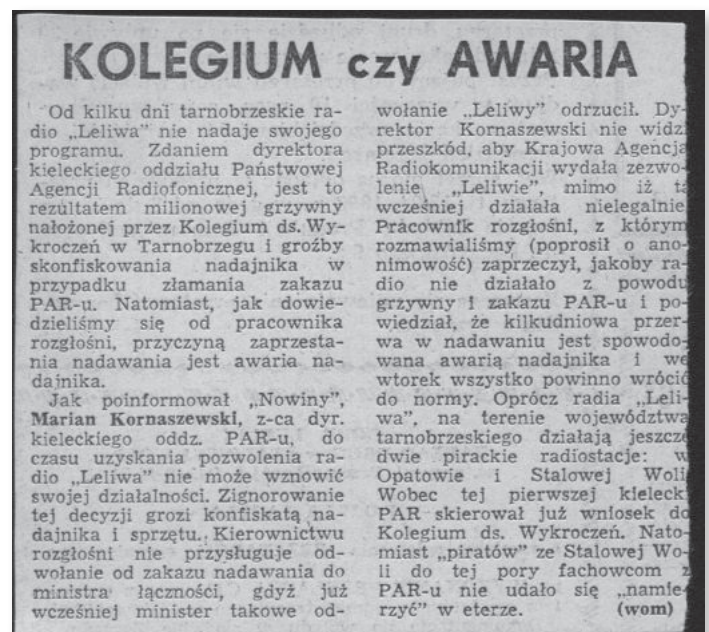 KOLEGIUM czy AWARIA
Od kilku dni tarnobrzeskie ra-
dio „Leliwa” nie nadaje swojego
programu. Zdaniem dyrektora
kieleckiego oddziału Państwowej
Agencji Radiofonicznej, jest to
rezultatem milionowej grzywny
nałożonej przez Kolegium ds. Wy-
kroczeń w Tarnobrzegu i groźby
skonfiskowania nadajnika w
przypadku złamania zakazu
PAR-u. Natomiast, jak dowie-
dzieliśmy się od pracownika
rozgłośni, przyczyną zaprzesta-
nia nadawania jest awaria na-
dajnika.
Jak poinformował „Nowiny”,
Marian Kornaszewski, z-ca dyr.
kieleckiego oddz. PAR-u, do
czasu uzyskania pozwolenia ra-
dio „Leliwa” nie może wznowić
swojej działalności. Zignorowanie
tej decyzji grozi konfiskatą na-
dajnika i sprzętu. Kierownictwu
rozgłośni nie przysługuje od-
wołanie od zakazu nadawania do
ministra łączności, gdyż już
wcześniej minister takowe od-
wołanie „Leliwy” odrzucił. Dy-
rektor Kornaszewski nie widzi
przeszkód, aby Krajowa Agencja
Radiokomunikacji wydała zezwo-
lenie „Leliwie”, mimo iż ta
wcześniej działała nielegalnie.
Pracownik rozgłośni, z którym
rozmawialiśmy (poprosił o ano-
nimowość) zaprzeczył, jakoby ra-
dio nie działało z powodu
grzywny i zakazu PAR-u i po-
wiedział, że kilkudniowa przer-
wa w nadawaniu jest spowodo-
wana awarią nadajnika i we
wtorek wszystko powinno wrócić
do normy. Oprócz radia „Leli-
wa”, na terenie województwa
tarnobrzeskiego działają jeszcze
dwie pirackie radiostacje: w
Opatowie i Stalowej Woli
Wobec tej pierwszej kielecki
PAR skierował już wniosek do
Kolegium ds. Wykroczeń. Nato-
miast „piratów” ze Stalowej Wo-
li do tej pory fachowcom z
PAR-u nie udało się „namie-
rzyć” w eterze. (wom)